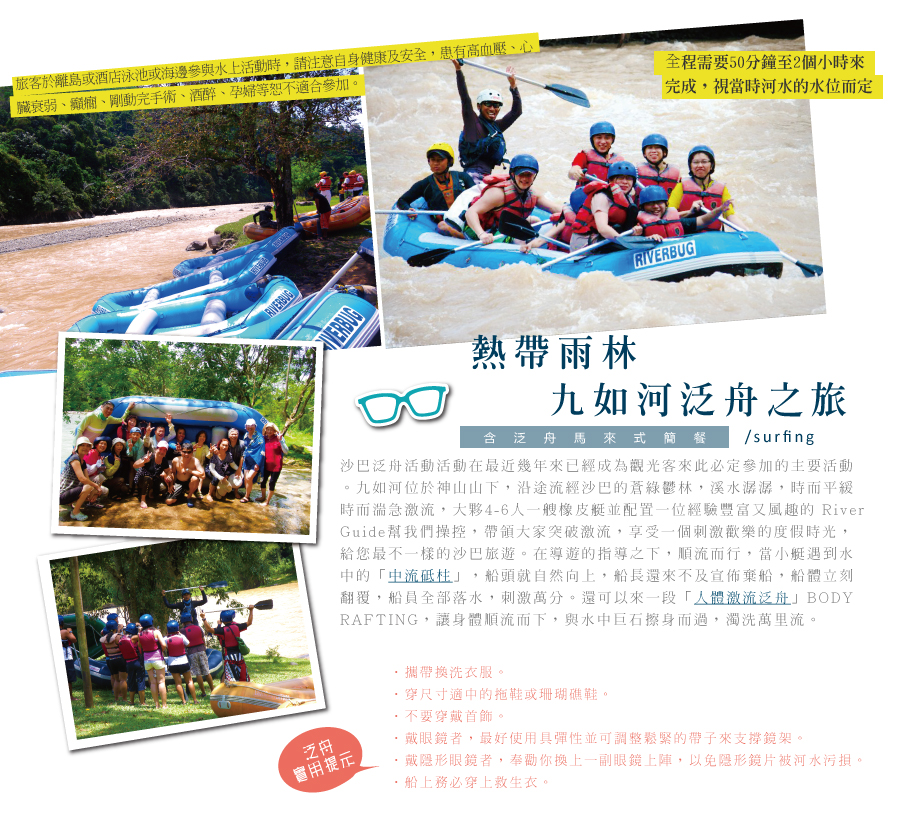 旅客於離島或酒店泳池或海邊參與水上活動時，請注意自身健康及安全，患有高血壓、心
臟衰弱、癲癇、剛動完手術、酒醉、孕婦等恕不適合參加。
全程需要50分鐘至2個小時來
完成，視當時河水的水位而定
RIVERBUG
RIVERBUG
RIVERBUG
熱帶雨林
九如河泛舟之旅
含泛舟馬來式簡餐
/surfing
沙巴泛舟活動活動在最近幾年來已經成為觀光客來此必定參加的主要活動
。九如河位於神山山下，沿途流經沙巴的蒼綠鬱林，溪水潺潺，時而平緩
時而湍急激流，大夥4-6人一艘橡皮艇並配置一位經驗豐富又風趣的 River
Guide幫我們操控，帶領大家突破激流，享受一個刺激歡樂的度假時光，
給您最不一樣的沙巴旅遊。在導遊的指導之下，順流而行，當小艇遇到水
中的「中流砥柱」，船頭就自然向上，船長還來不及宣佈棄船，船體立刻
翻覆，船員全部落水，刺激萬分。還可以來一段「人體激流泛舟」BODY
RAFTING，讓身體順流而下，與水中巨石擦身而過，濁洗萬里流。
泛舟
實用提示
・攜帶換洗衣服。
・穿尺寸適中的拖鞋或珊瑚礁鞋。
・不要穿戴首飾。
・戴眼鏡者，最好使用具彈性並可調整鬆緊的帶子來支撐鏡架。
・戴隱形眼鏡者，奉勸你換上一副眼鏡上陣，以免隱形鏡片被河水污損。
・船上務必穿上救生衣。